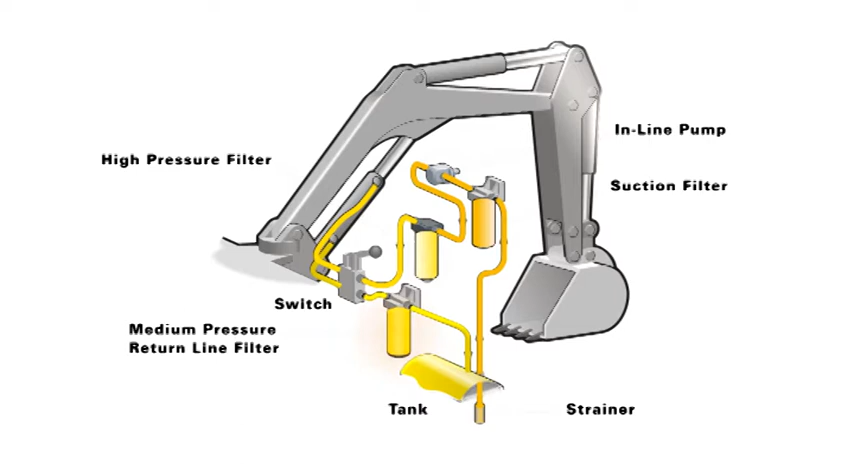 In-Line Pump
High Pressure Filter
Suction Filter
Switch
Medium Pressure
Return Line Filter
Tank
Strainer